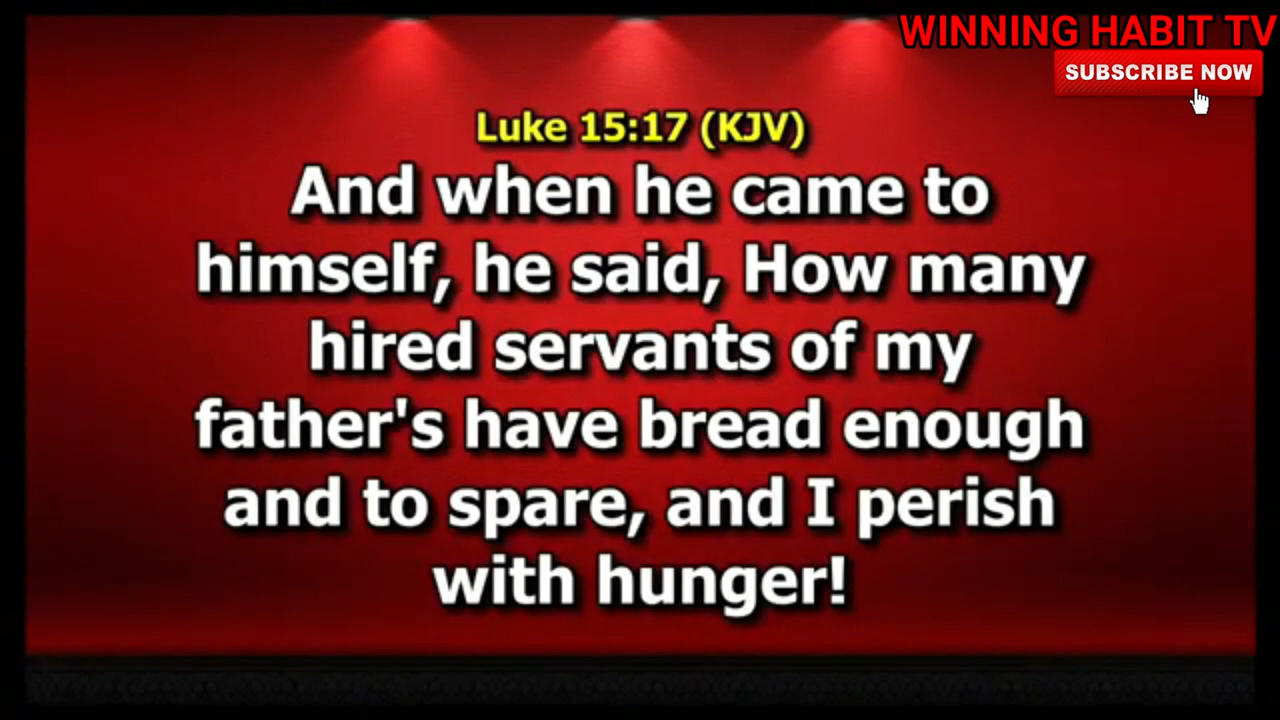 WINNING HABIT TV
SUBSCRIBE NOW
Luke 15:17 (KJV)
And when he came to
himself, he said, How many
hired servants of my
father's have bread enough
and to spare, and I perish
with hunger!